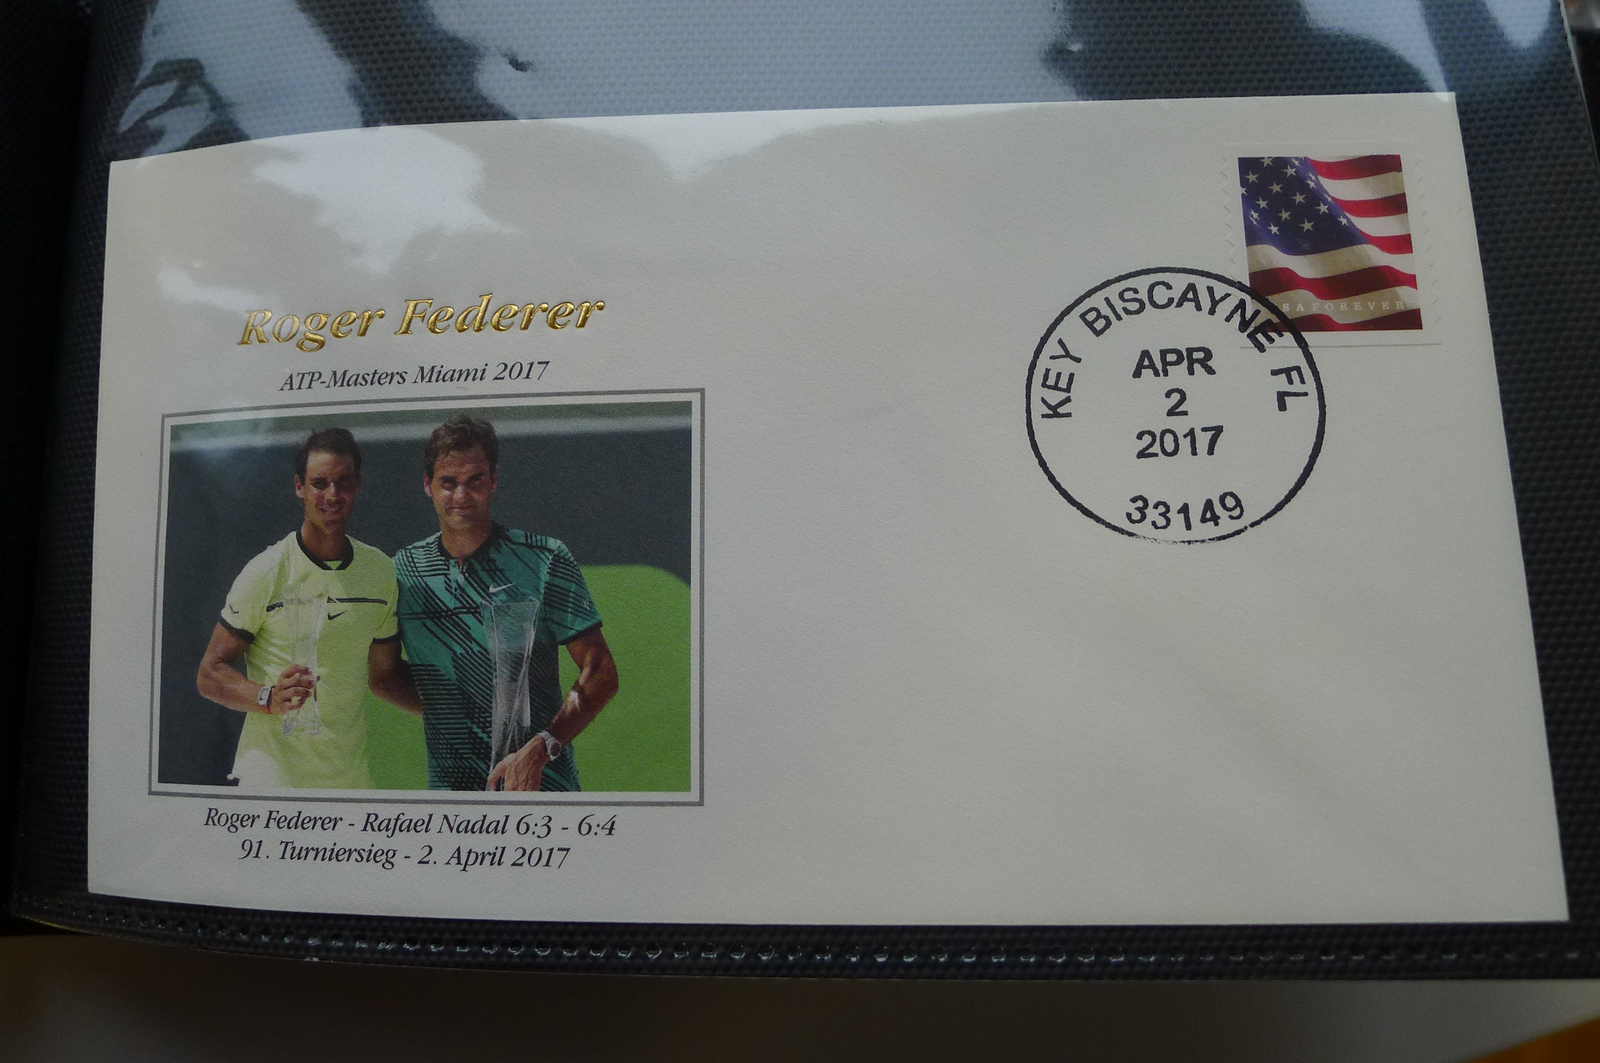 Roger Federer
ATP-Masters Miami 2017
Roger Federer - Rafael Nadal 6:3 - 6:4
91. Turniersieg - 2. April 2017
KEY BISCAYNE FL
APR
2
2017
33149
FOREVER